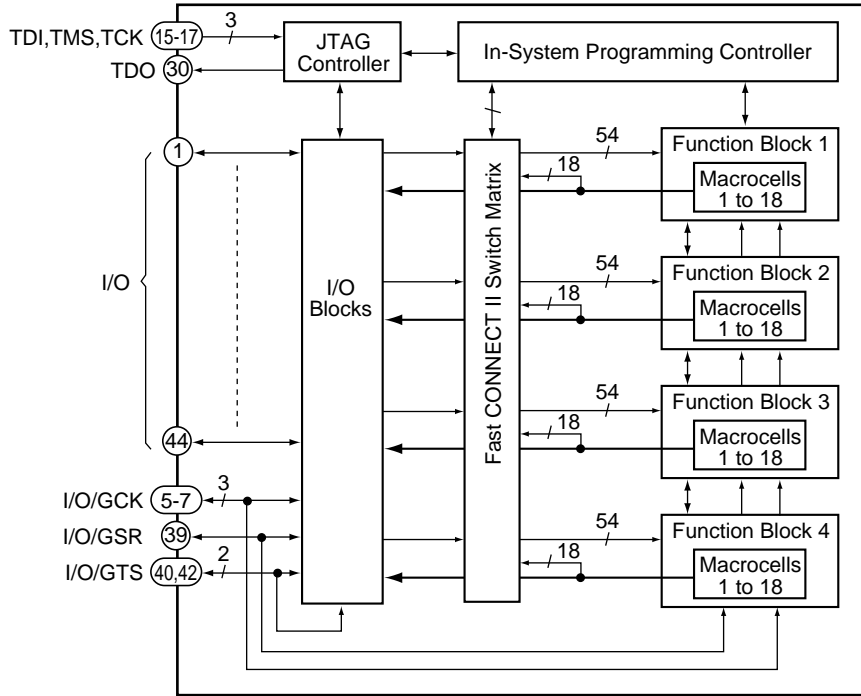 TDI,TMS,TCK
15-17
3
JTAG
Controller
In-System Programming Controller
TDO
30
1
I/O
44
I/O
Blocks
Fast CONNECT II Switch Matrix
54
18
Function Block 1
Macrocells
1 to 18
54
18
Function Block 2
Macrocells
1 to 18
54
18
Function Block 3
Macrocells
1 to 18
54
18
Function Block 4
Macrocells
1 to 18
I/O/GCK
5-7
3
I/O/GSR
39
I/O/GTS
40,42
2